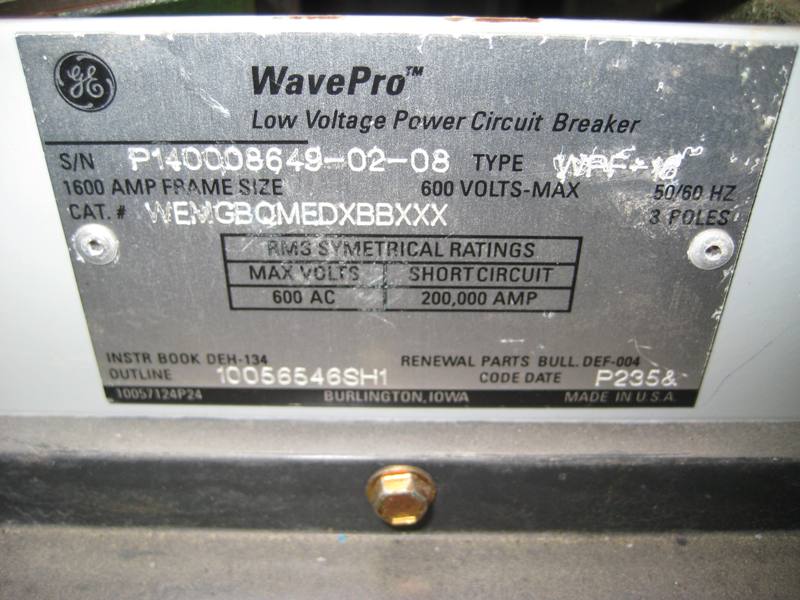 GE
WavePro™
Low Voltage Power Circuit Breaker
S/N P140008649-02-08 TYPE WPF-16
1600 AMP FRAME SIZE 600 VOLTS-MAX 50/60 HZ
CAT. # WEMGBQMEDXBBXXX 3 POLES
RMS SYMETRICAL RATINGS
MAX VOLTS SHORT CIRCUIT
600 AC 200,000 AMP
INSTR BOOK DEH-134 RENEWAL PARTS BULL. DEF-004
OUTLINE 10056546SH1 CODE DATE P235&
10057124P24 BURLINGTON, IOWA MADE IN U.S.A.